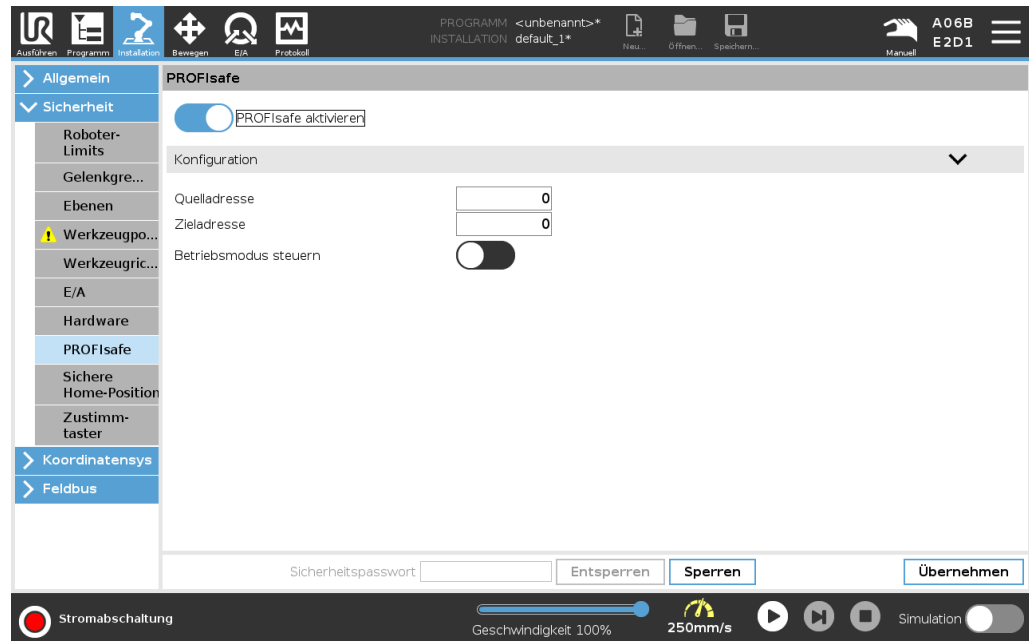 PROGRAMM <unbenannt>*
INSTALLATION default_1*
A06B
E2D1
Ausführen Programm Installation Bewegen E/A Protokoll Neu... Öffnen... Speichern... Manuell
Allgemein
Sicherheit
Roboter-
Limits
Gelenkgre...
Ebenen
Werkzeugpo...
Werkzeugric...
E/A
Hardware
PROFIsafe
Sichere
Home-Position
Zustimm-
taster
Koordinatensys
Feldbus
PROFIsafe
PROFIsafe aktivieren
Konfiguration
Quelladresse 0
Zieladresse 0
Betriebsmodus steuern
Sicherheitspasswort Entsperren Sperren Übernehmen
Stromabschaltung
Geschwindigkeit 100%
250mm/s
Simulation